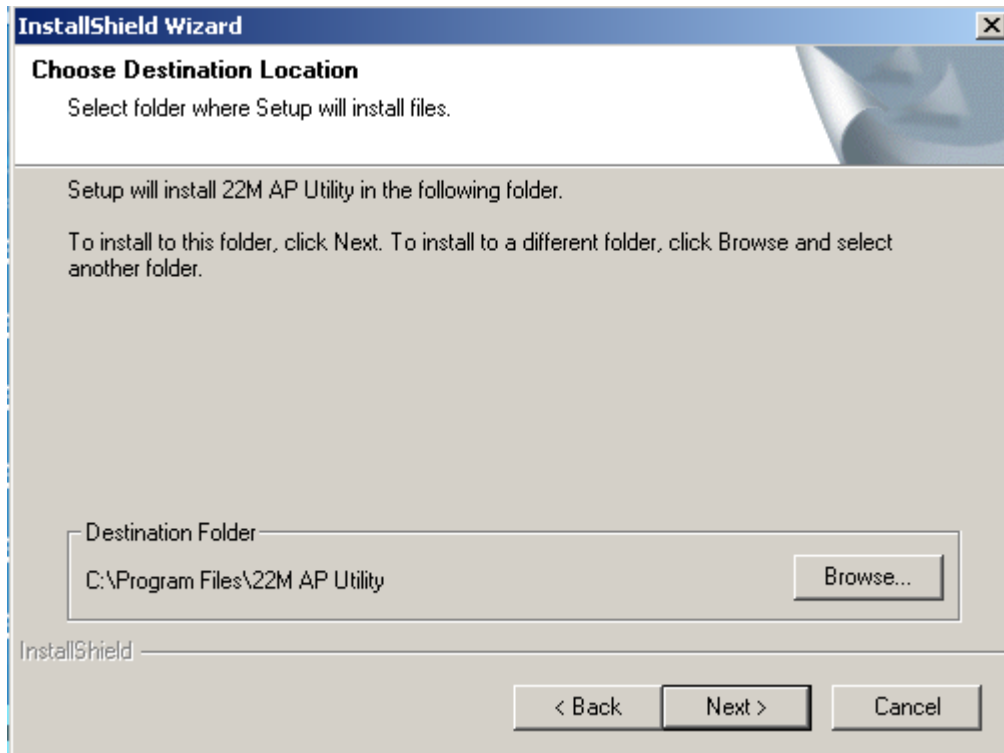 InstallShield Wizard
Choose Destination Location
Select folder where Setup will install files.
Setup will install 22M AP Utility in the following folder.
To install to this folder, click Next. To install to a different folder, click Browse and select
another folder.
Destination Folder
C:\Program Files\22M AP Utility
Browse...
InstallShield
< Back
Next >
Cancel